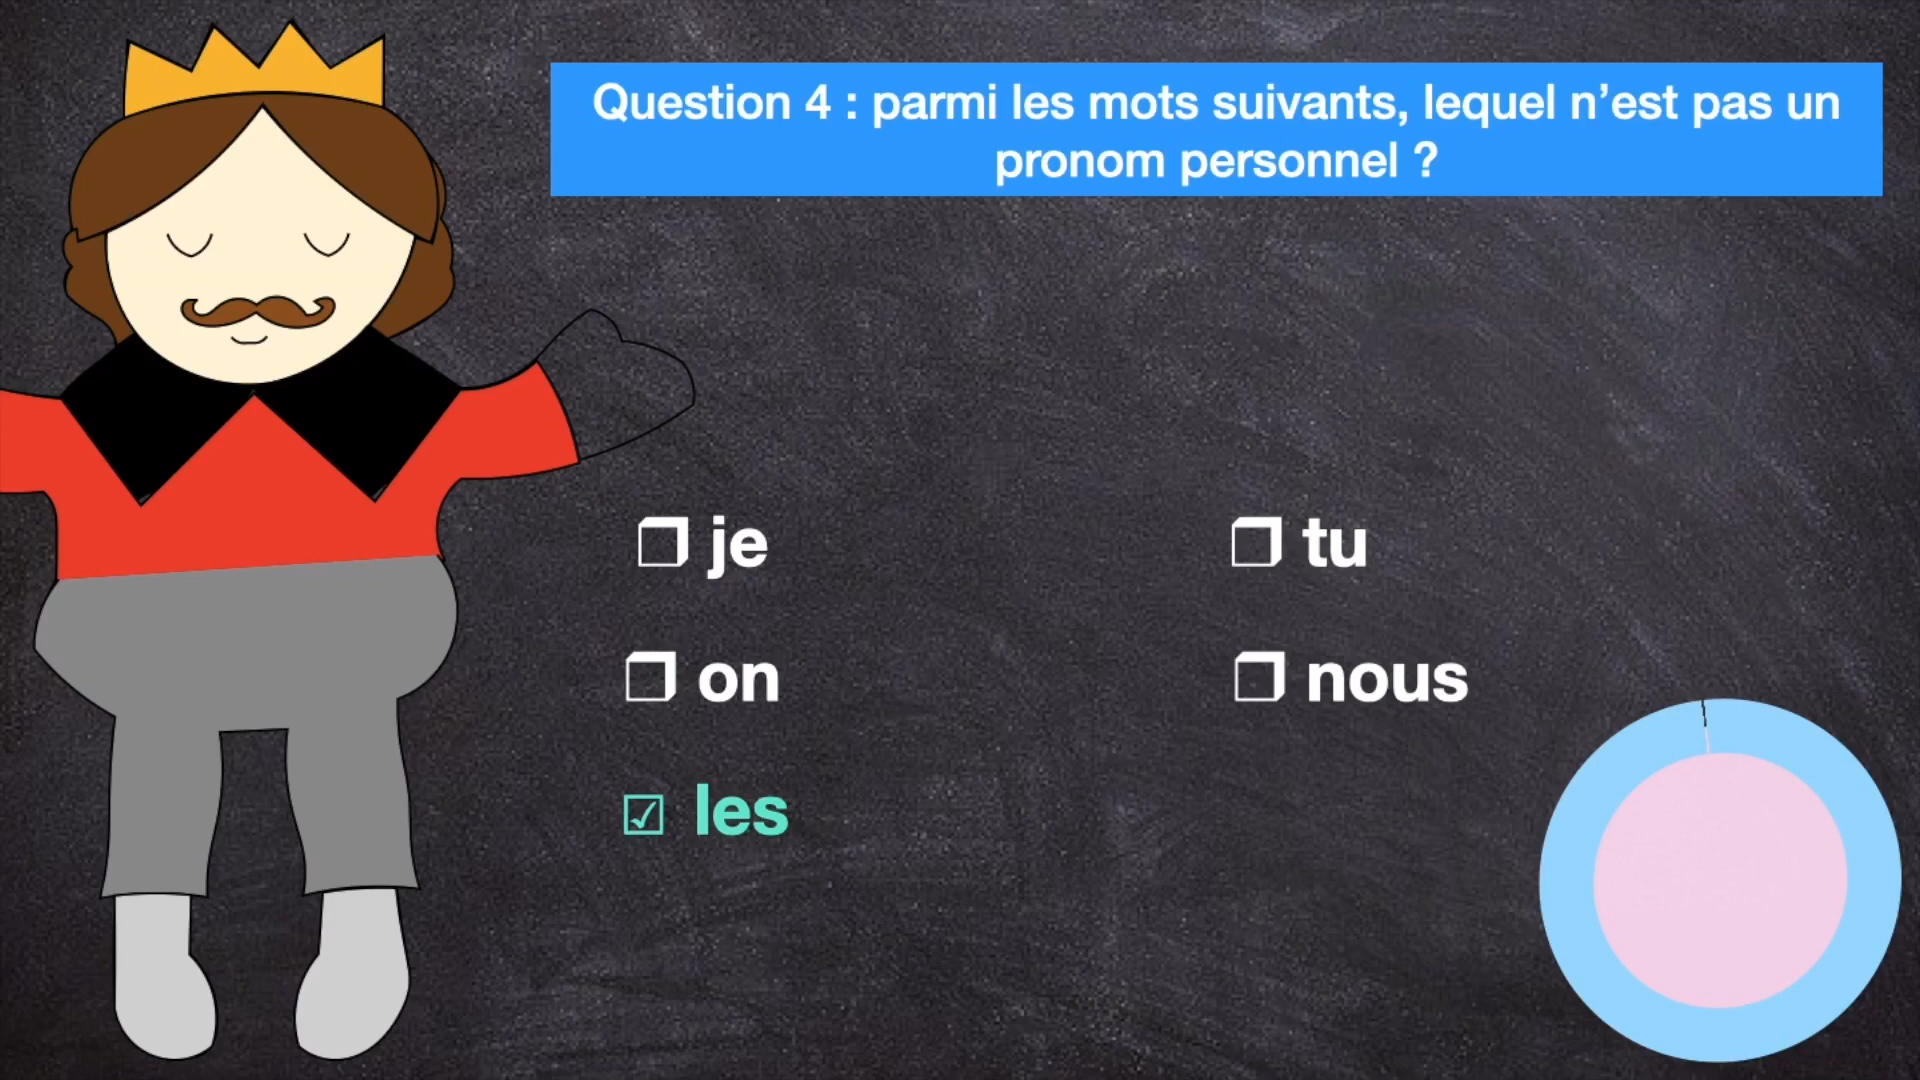 Question 4 : parmi les mots suivants, lequel n’est pas un
pronom personnel ?
❒ je
❒ tu
❒ on
❒ nous
☑ les